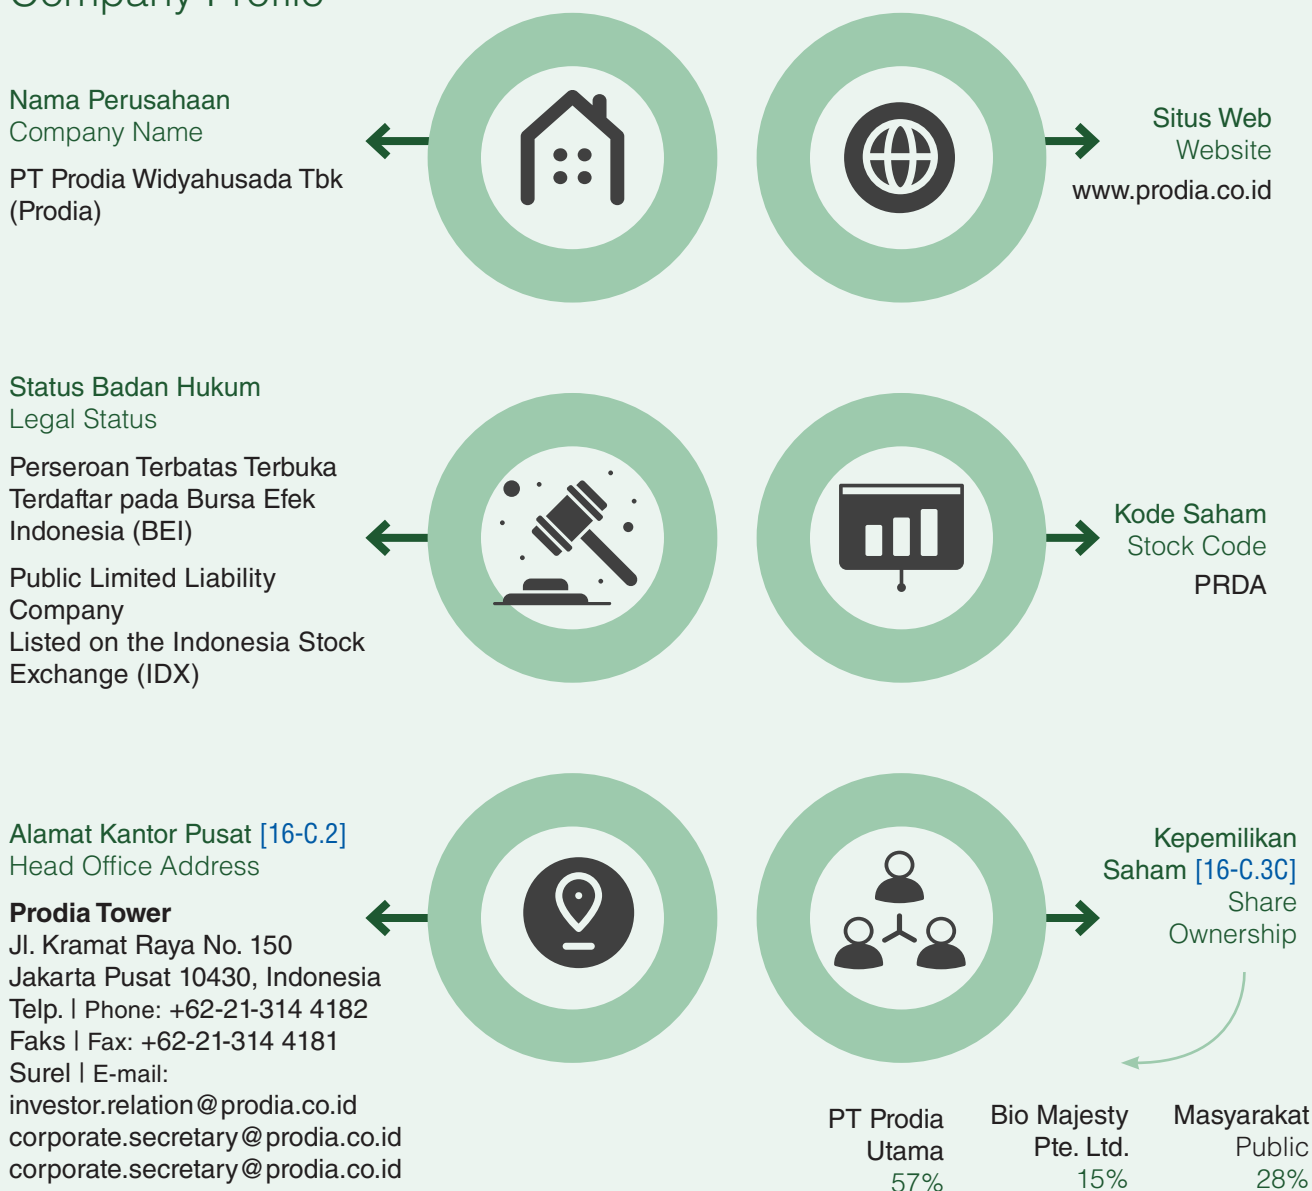 Company Profile
Nama Perusahaan
Company Name
PT Prodia Widyahusada Tbk
(Prodia)
Situs Web
Website
www.prodia.co.id
Status Badan Hukum
Legal Status
Perseroan Terbatas Terbuka
Terdaftar pada Bursa Efek
Indonesia (BEI)
Public Limited Liability
Company
Listed on the Indonesia Stock
Exchange (IDX)
Kode Saham
Stock Code
PRDA
Alamat Kantor Pusat [16-C.2]
Head Office Address
Prodia Tower
Jl. Kramat Raya No. 150
Jakarta Pusat 10430, Indonesia
Telp. | Phone: +62-21-314 4182
Faks | Fax: +62-21-314 4181
Surel | E-mail:
investor.relation@prodia.co.id
corporate.secretary@prodia.co.id
corporate.secretary@prodia.co.id
Kepemilikan
Saham [16-C.3C]
Share
Ownership
PT Prodia
Utama
57%
Bio Majesty
Pte. Ltd.
15%
Masyarakat
Public
28%